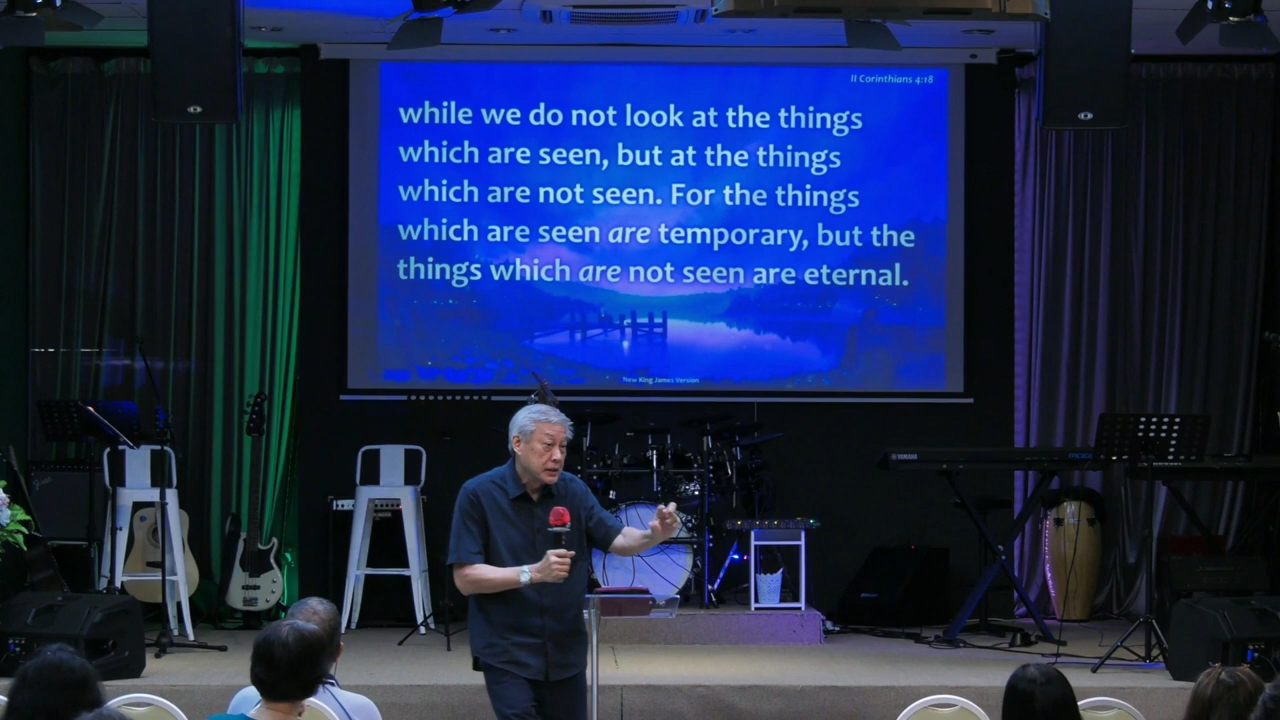 II Corinthians 4:18
while we do not look at the things
which are seen, but at the things
which are not seen. For the things
which are seen are temporary, but the
things which are not seen are eternal.
New King James Version
YAMAHA